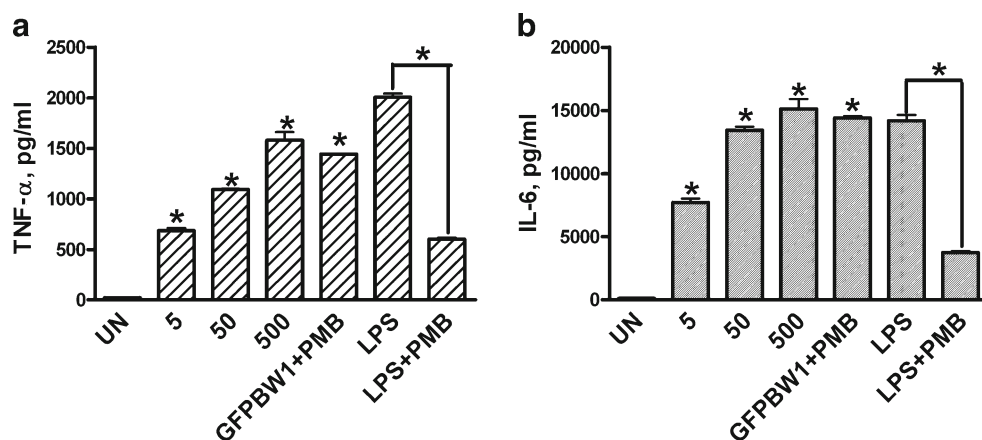 a
2500
2000
1500
1000
500
0
TNF-α, pg/ml
*
*
*
*
*
UN
5
50
500
GFPBW1+PMB
LPS
LPS+PMB
b
20000
15000
10000
5000
0
IL-6, pg/ml
*
*
*
*
*
UN
5
50
500
GFPBW1+PMB
LPS
LPS+PMB